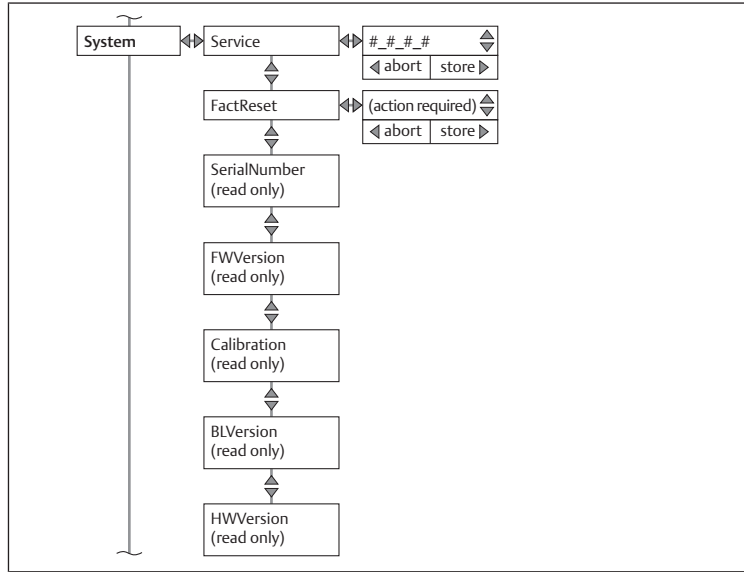 System
Service
#_#_#_#
abort
store
FactReset
(action required)
abort
store
SerialNumber
(read only)
FWVersion
(read only)
Calibration
(read only)
BLVersion
(read only)
HWVersion
(read only)